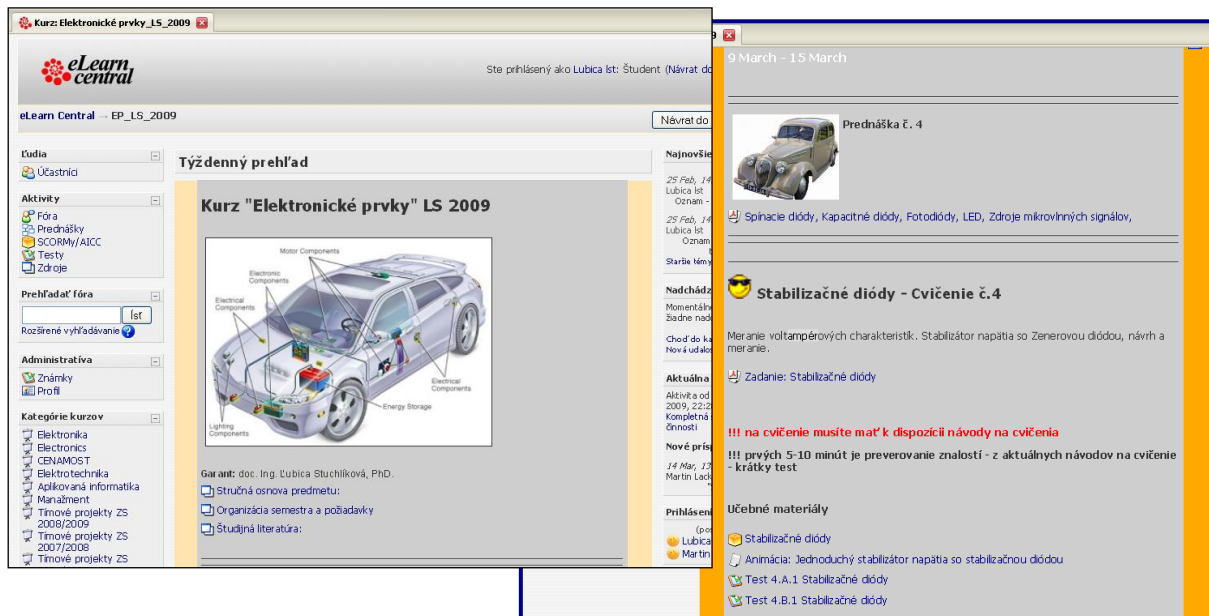 Kurz: Elektronické prvky_LS_2009
eLearn
central
Ste prihlásený ako Lubica Ist: Študent (Návrat do
eLearn Central → EP_LS_2009
Návrat do
Ľudia
Účastníci
Aktivity
Fóra
Prednášky
SCORMy/AICC
Testy
Zdroje
Prehľadať fóra
Ísť
Rozšírené vyhľadávanie
Administratíva
Známky
Profil
Kategórie kurzov
Elektronika
Electronics
CENAMOST
Elektrotechnika
Aplikovaná informatika
Manažment
Tímové projekty ZS
2008/2009
Tímové projekty ZS
2007/2008
Tímové projekty ZS
Týždenný prehľad
Kurz "Elektronické prvky" LS 2009
Motor Components
Electronic
Components
Electrical
Components
Electrical
Components
Energy Storage
Lighting
Components
Garant: doc. Ing. Ľubica Stuchlíková, PhD.
Stručná osnova predmetu:
Organizácia semestra a požiadavky
Študijná literatúra:
Najnovšie
25 Feb, 14
Lubica Ist
Oznam -
25 Feb, 14
Lubica Ist
Oznam
Staršie témy
Nadchádz
Momentáln
žiadne nad
Choď do ka
Nová udalos
Aktuálna
Aktivita od
2009, 22:2
Kompletná
činnosti
Nové prís
14 Mar, 13
Martin Lack
Prihlásení
(po
Lubica
Martin
9 March - 15 March
Prednáška č. 4
Spínacie diódy, Kapacitné diódy, Fotodiódy, LED, Zdroje mikrovlnných signálov,
Stabilizačné diódy - Cvičenie č.4
Meranie voltampérových charakteristík. Stabilizátor napätia so Zenerovou diódou, návrh a
meranie.
Zadanie: Stabilizačné diódy
!!! na cvičenie musíte mať k dispozícii návody na cvičenia
!!! prvých 5-10 minút je preverovanie znalostí - z aktuálnych návodov na cvičenie
- krátky test
Učebné materiály
Stabilizačné diódy
Animácia: Jednoduchý stabilizátor napätia so stabilizačnou diódou
Test 4.A.1 Stabilizačné diódy
Test 4.B.1 Stabilizačné diódy